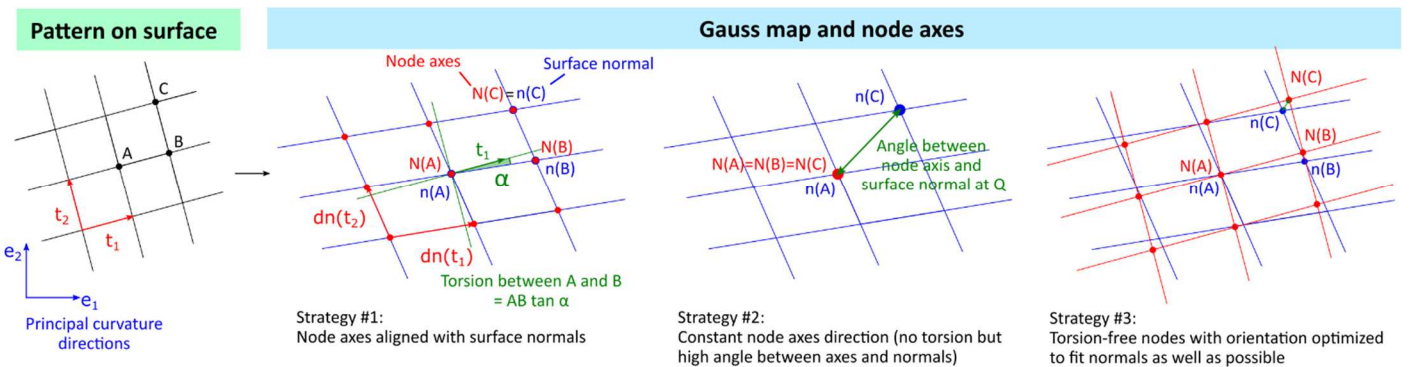 Pattern on surface
Gauss map and node axes
C
A
B
t₂
t₁
e₂
e₁
Principal curvature
directions
Node axes
Surface normal
N(C)=n(C)
N(A)
n(A)
t₁
α
N(B)
n(B)
dn(t₂)
dn(t₁)
Torsion between A and B
= AB tan α
Strategy #1:
Node axes aligned with surface normals
n(C)
N(A)=N(B)=N(C)
n(A)
Angle between
node axis and
surface normal at Q
Strategy #2:
Constant node axes direction (no torsion but
high angle between axes and normals)
N(C)
n(C)
N(B)
N(A)
n(A)
n(B)
Strategy #3:
Torsion-free nodes with orientation optimized
to fit normals as well as possible